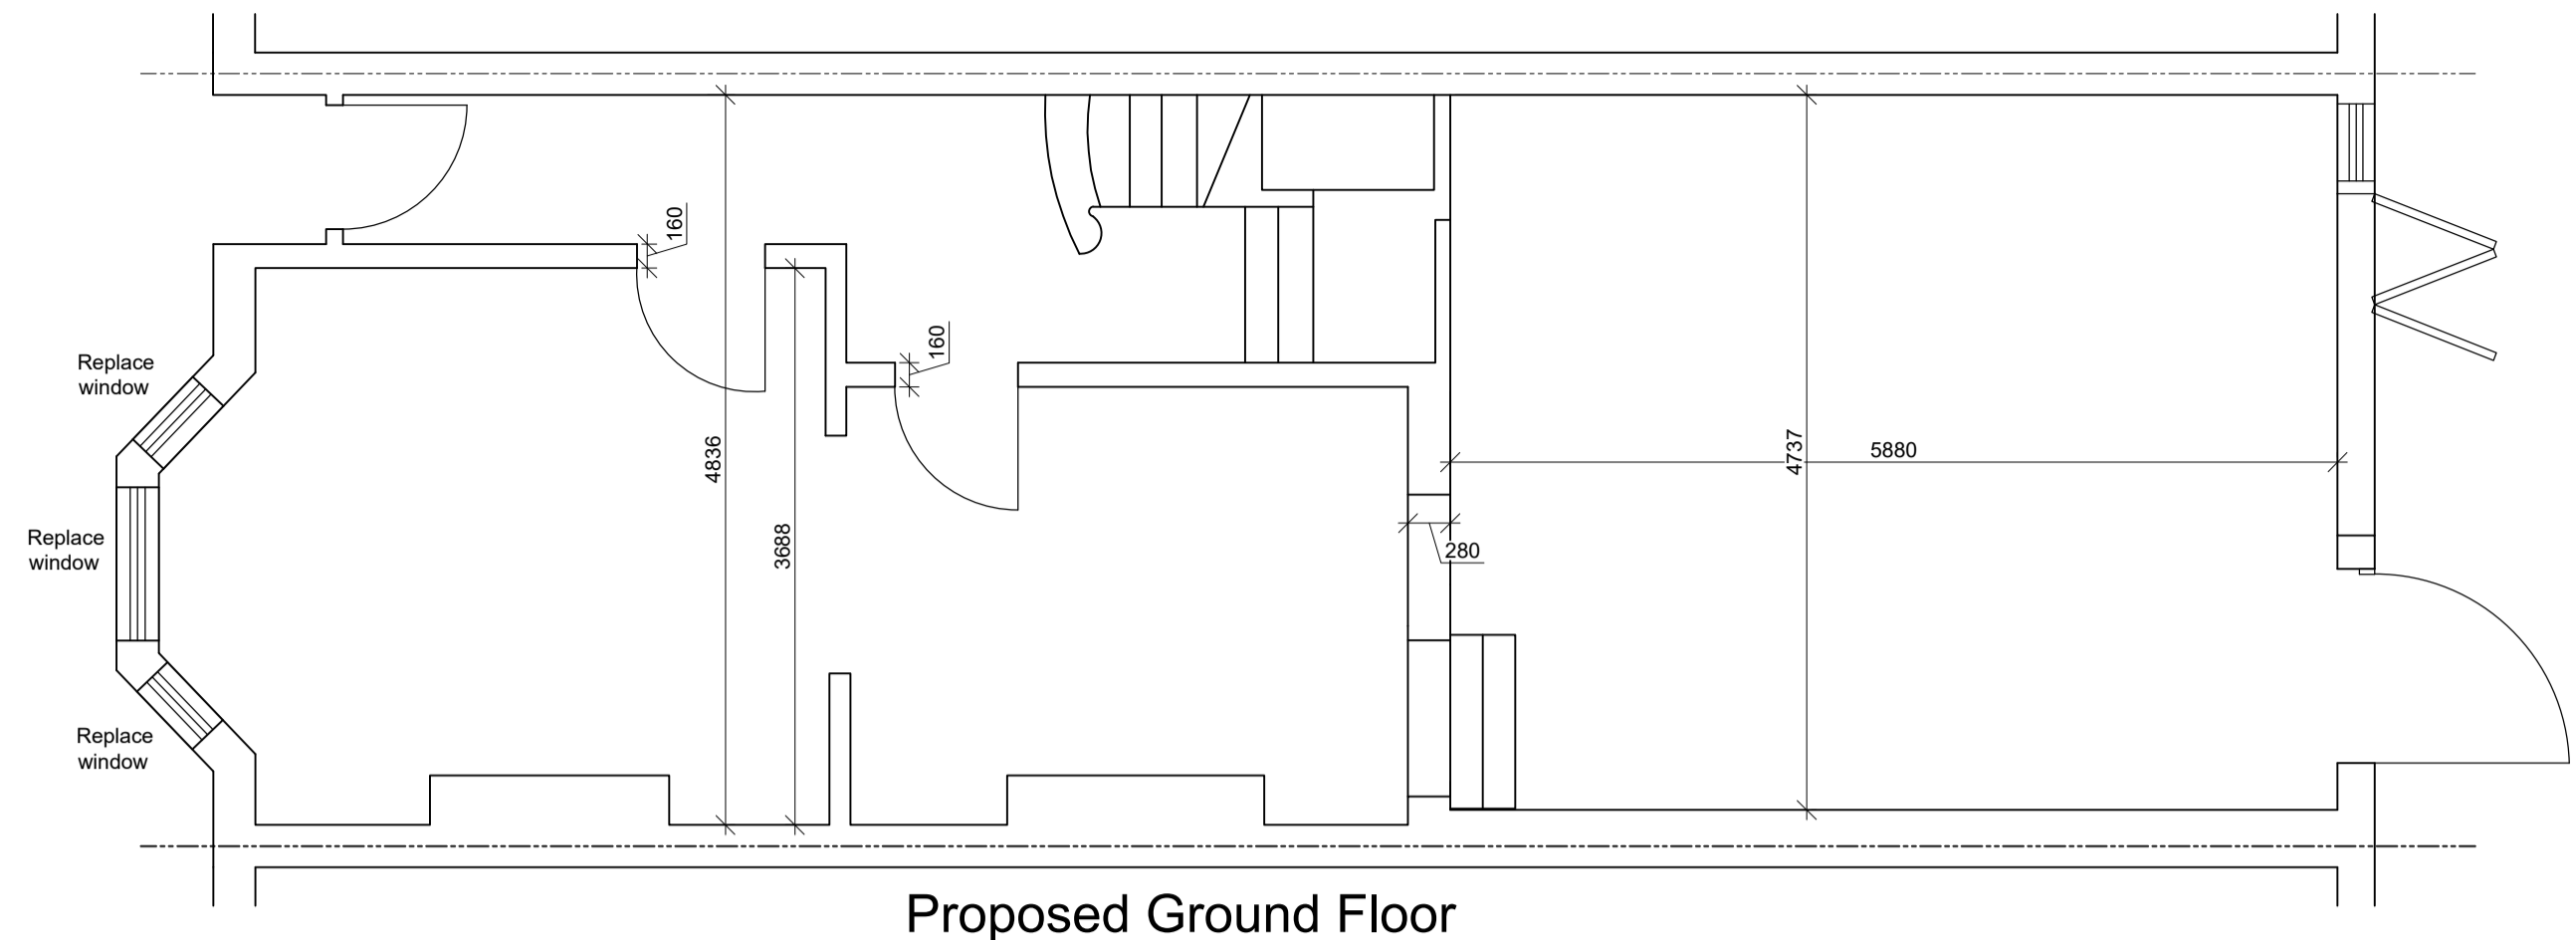 160
Replace
window
160
4836
4737
5880
Replace
window
3688
280
Replace
window
Proposed Ground Floor